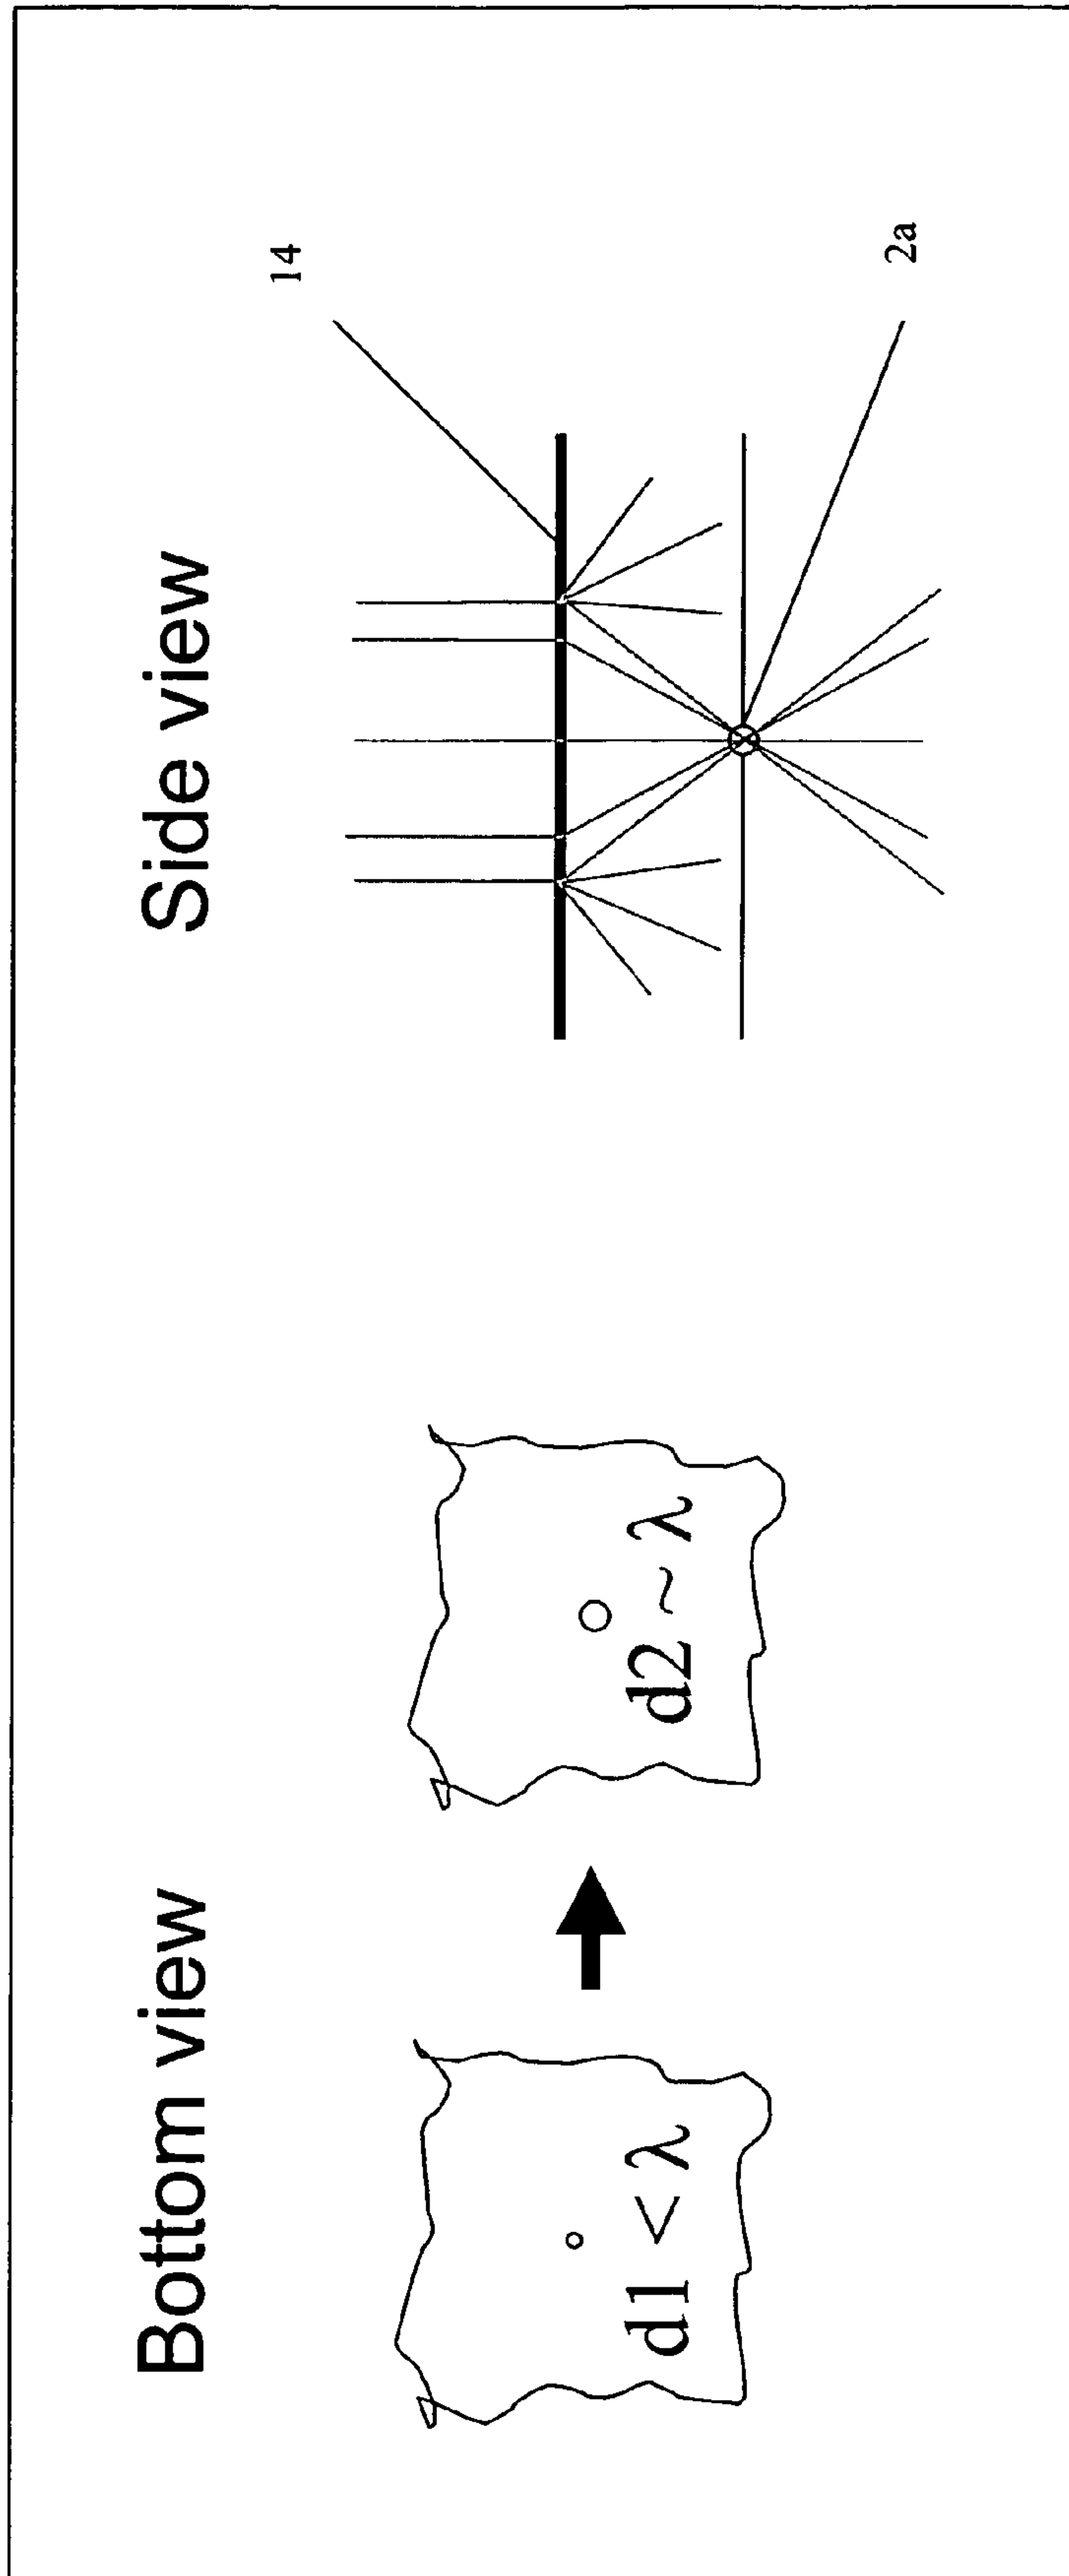 Bottom view
Side view
d1 < λ
d2 ~ λ
14
2a